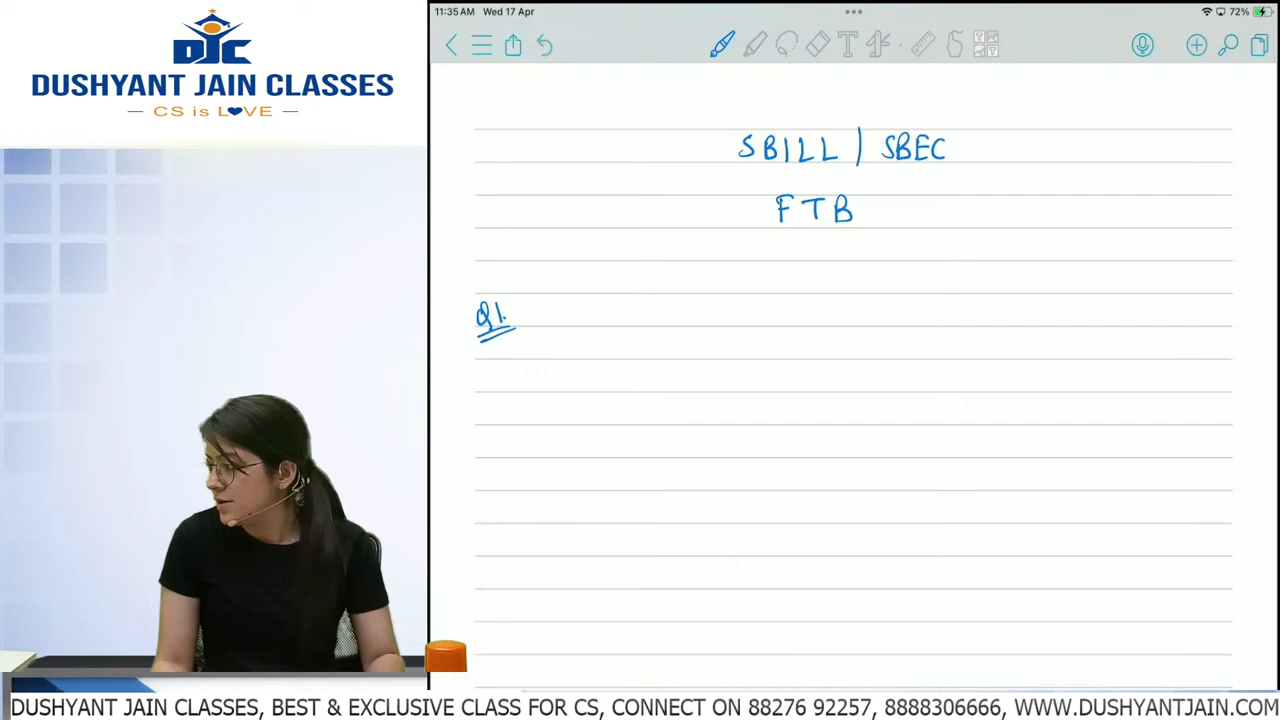 11:35 AM Wed 17 Apr
72%
DJC
DUSHYANT JAIN CLASSES
— CS is LOVE —
SBILL | SBEC
FTB
Q1.
DUSHYANT JAIN CLASSES, BEST & EXCLUSIVE CLASS FOR CS, CONNECT ON 88276 92257, 8888306666, WWW.DUSHYANTJAIN.COM